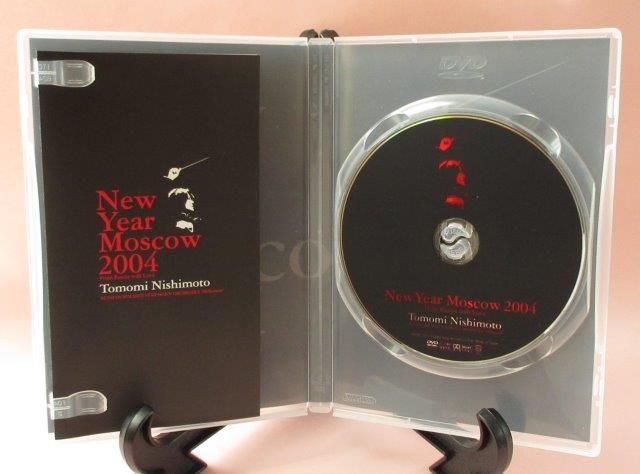 New
Year
Moscow
2004
From Russia with Love
Tomomi Nishimoto
DVD
New Year Moscow 2004
From Russia with Love
Tomomi Nishimoto
DVD